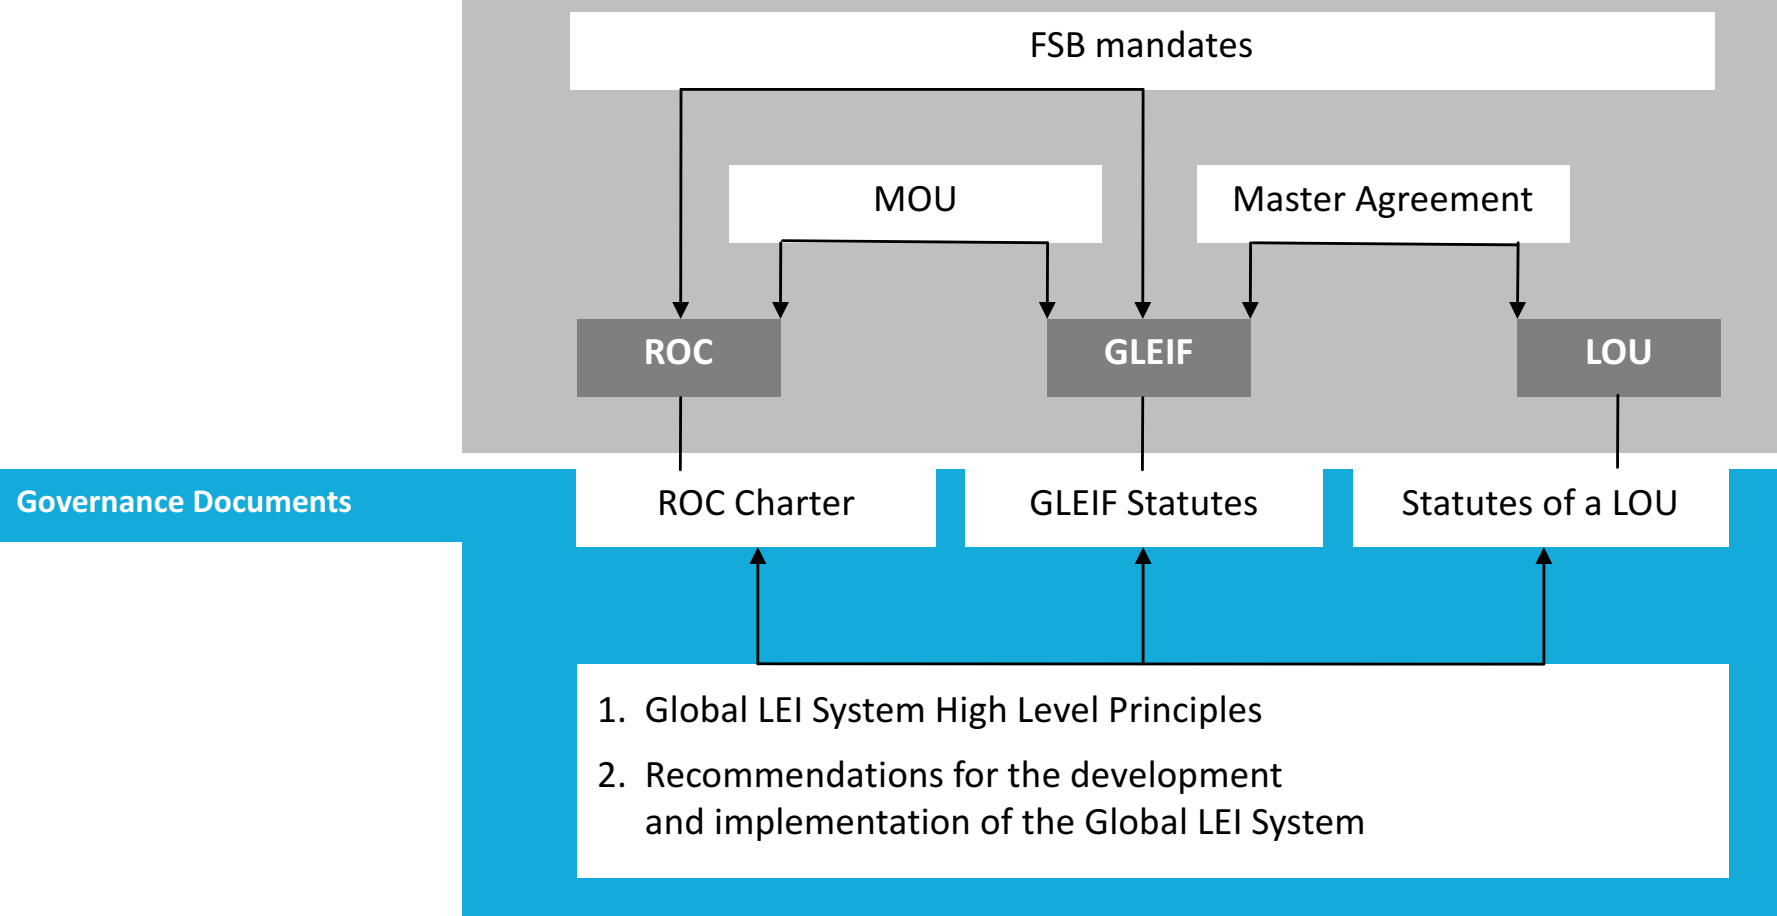 FSB mandates
MOU
Master Agreement
ROC
GLEIF
LOU
Governance Documents
ROC Charter
GLEIF Statutes
Statutes of a LOU
1. Global LEI System High Level Principles
2. Recommendations for the development
and implementation of the Global LEI System